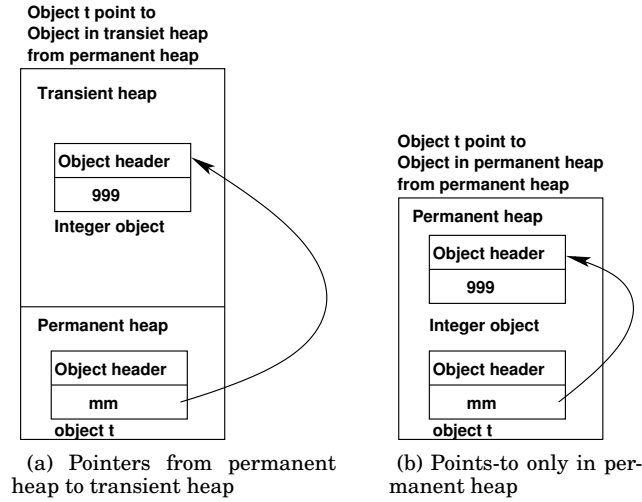 Object t point to
Object in transiet heap
from permanent heap
Transient heap
Object header
999
Integer object
Permanent heap
Object header
mm
object t
(a) Pointers from permanent
heap to transient heap
Object t point to
Object in permanent heap
from permanent heap
Permanent heap
Object header
999
Integer object
Object header
mm
object t
(b) Points-to only in per-
manent heap